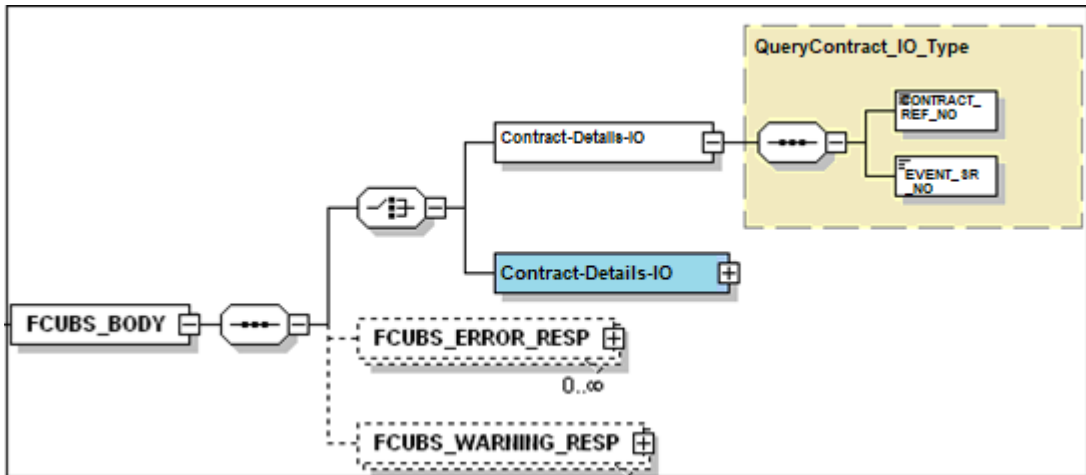 QueryContract_IO_Type
CONTRACT_
REF_NO
Contract-Details-IO
EVENT_SR
_NO
Contract-Details-IO
FCUBS_BODY
FCUBS_ERROR_RESP
0..∞
FCUBS_WARNING_RESP